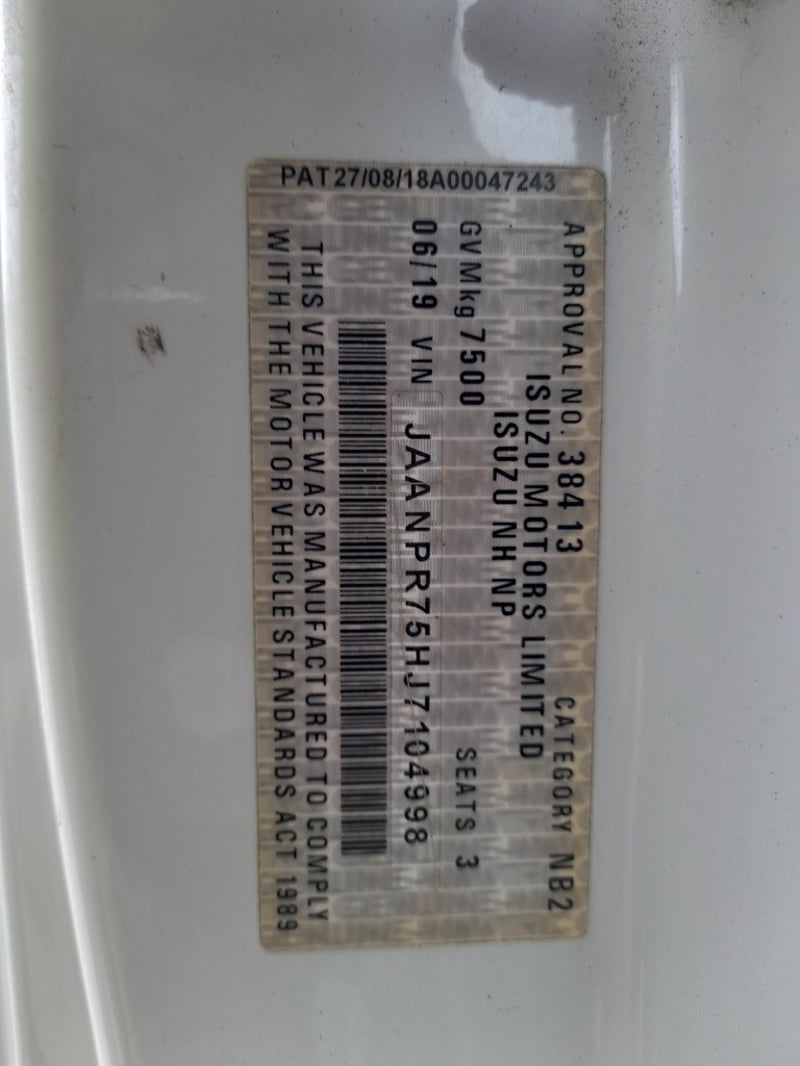 APPROVAL NO. 38413 CATEGORY NB2
ISUZU MOTORS LIMITED
ISUZU NH NP
GVMkg 7500 SEATS 3
06/19 VIN JAANPR75HJ7104998
THIS VEHICLE WAS MANUFACTURED TO COMPLY
WITH THE MOTOR VEHICLE STANDARDS ACT 1989
PAT27/08/18A00047243